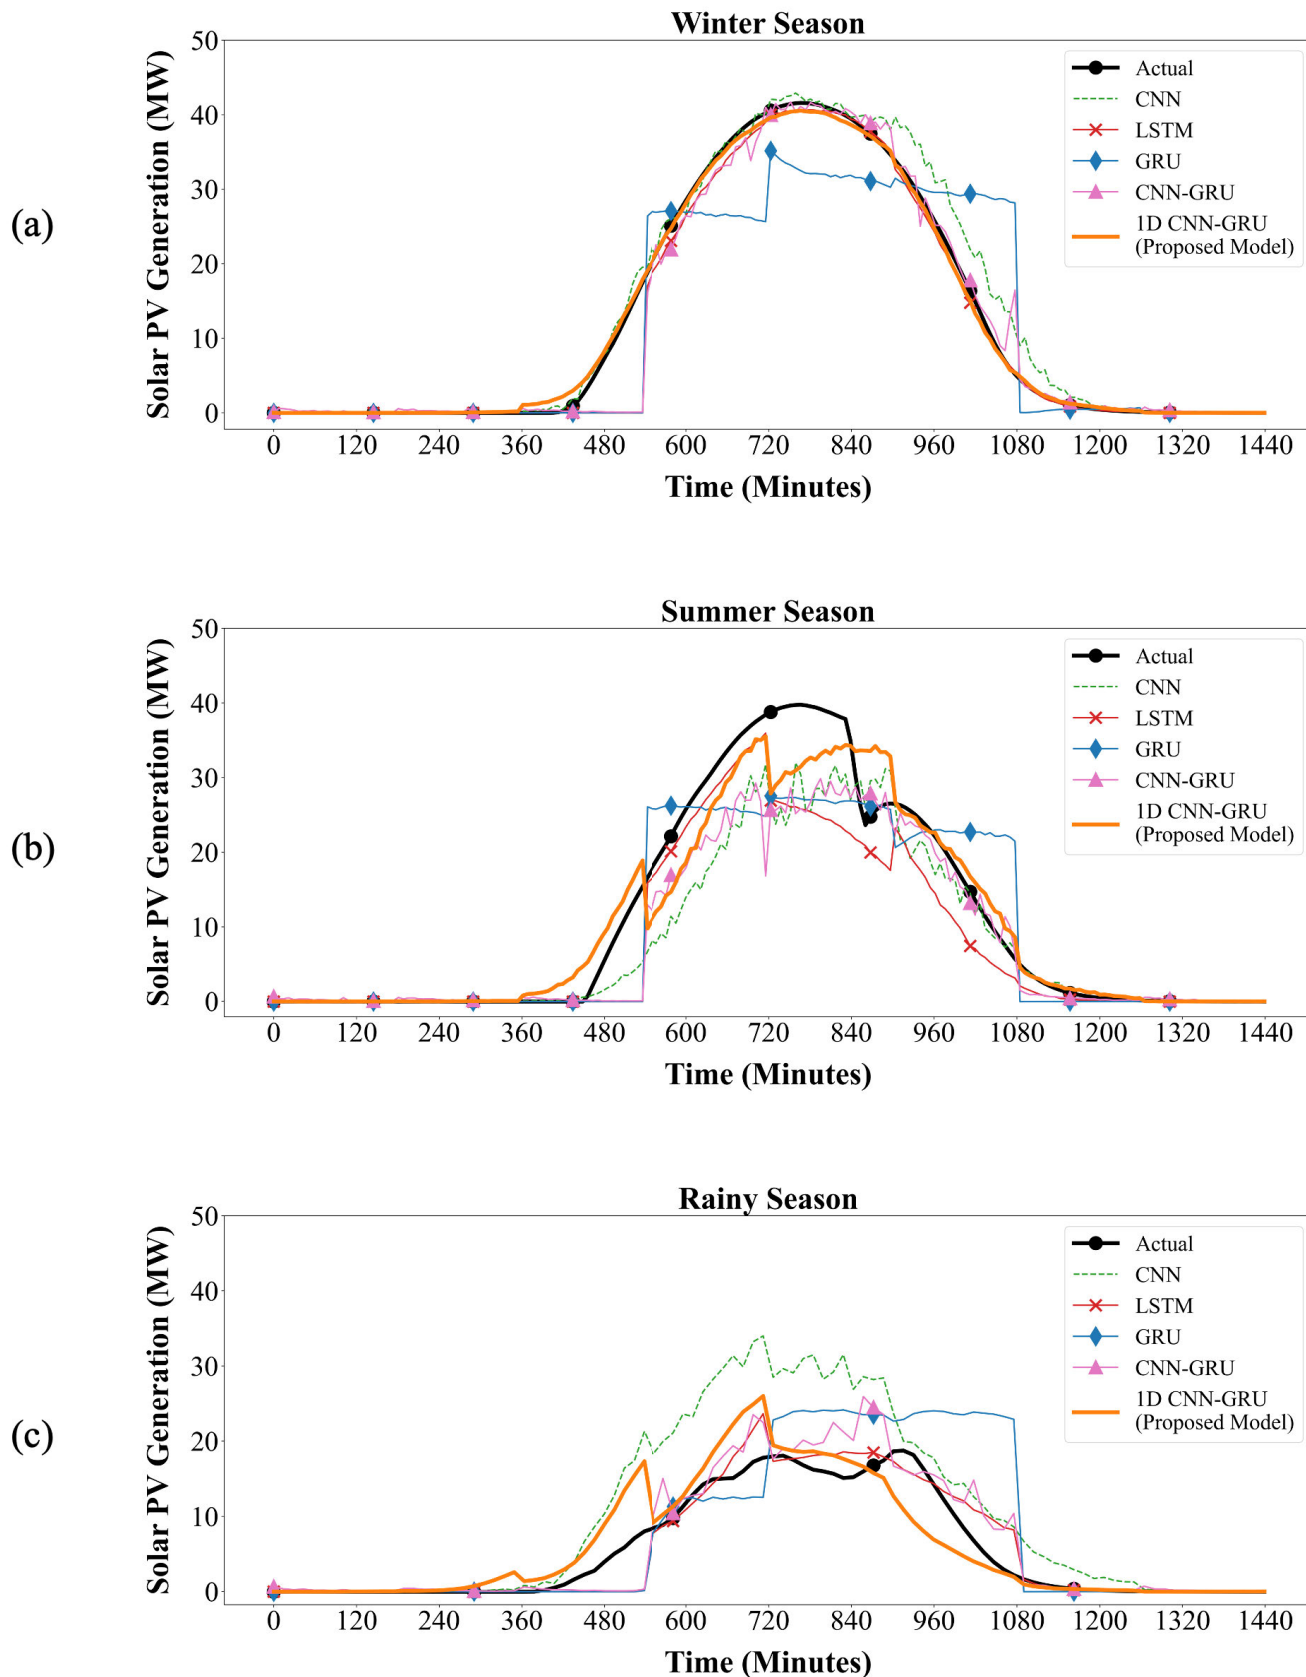 Winter Season
(a)
Solar PV Generation (MW)
50
40
30
20
10
0
Actual
CNN
LSTM
GRU
CNN-GRU
1D CNN-GRU
(Proposed Model)
0 120 240 360 480 600 720 840 960 1080 1200 1320 1440
Time (Minutes)
Summer Season
(b)
Solar PV Generation (MW)
50
40
30
20
10
0
Actual
CNN
LSTM
GRU
CNN-GRU
1D CNN-GRU
(Proposed Model)
0 120 240 360 480 600 720 840 960 1080 1200 1320 1440
Time (Minutes)
Rainy Season
(c)
Solar PV Generation (MW)
50
40
30
20
10
0
Actual
CNN
LSTM
GRU
CNN-GRU
1D CNN-GRU
(Proposed Model)
0 120 240 360 480 600 720 840 960 1080 1200 1320 1440
Time (Minutes)